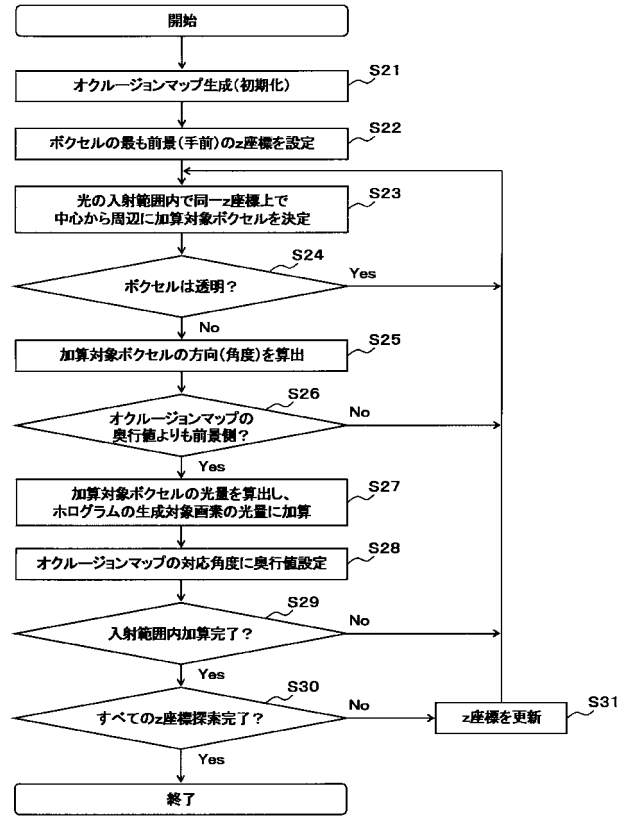 開始
S21
オクルージョンマップ生成(初期化)
S22
ボクセルの最も前景(手前)のz座標を設定
S23
光の入射範囲内で同一z座標上で
中心から周辺に加算対象ボクセルを決定
S24
ボクセルは透明?
Yes
No
S25
加算対象ボクセルの方向(角度)を算出
S26
オクルージョンマップの
奥行値よりも前景側?
No
Yes
S27
加算対象ボクセルの光量を算出し、
ホログラムの生成対象画素の光量に加算
S28
オクルージョンマップの対応角度に奥行値設定
S29
入射範囲内加算完了?
No
Yes
S30
すべてのz座標探索完了?
No
S31
z座標を更新
Yes
終了